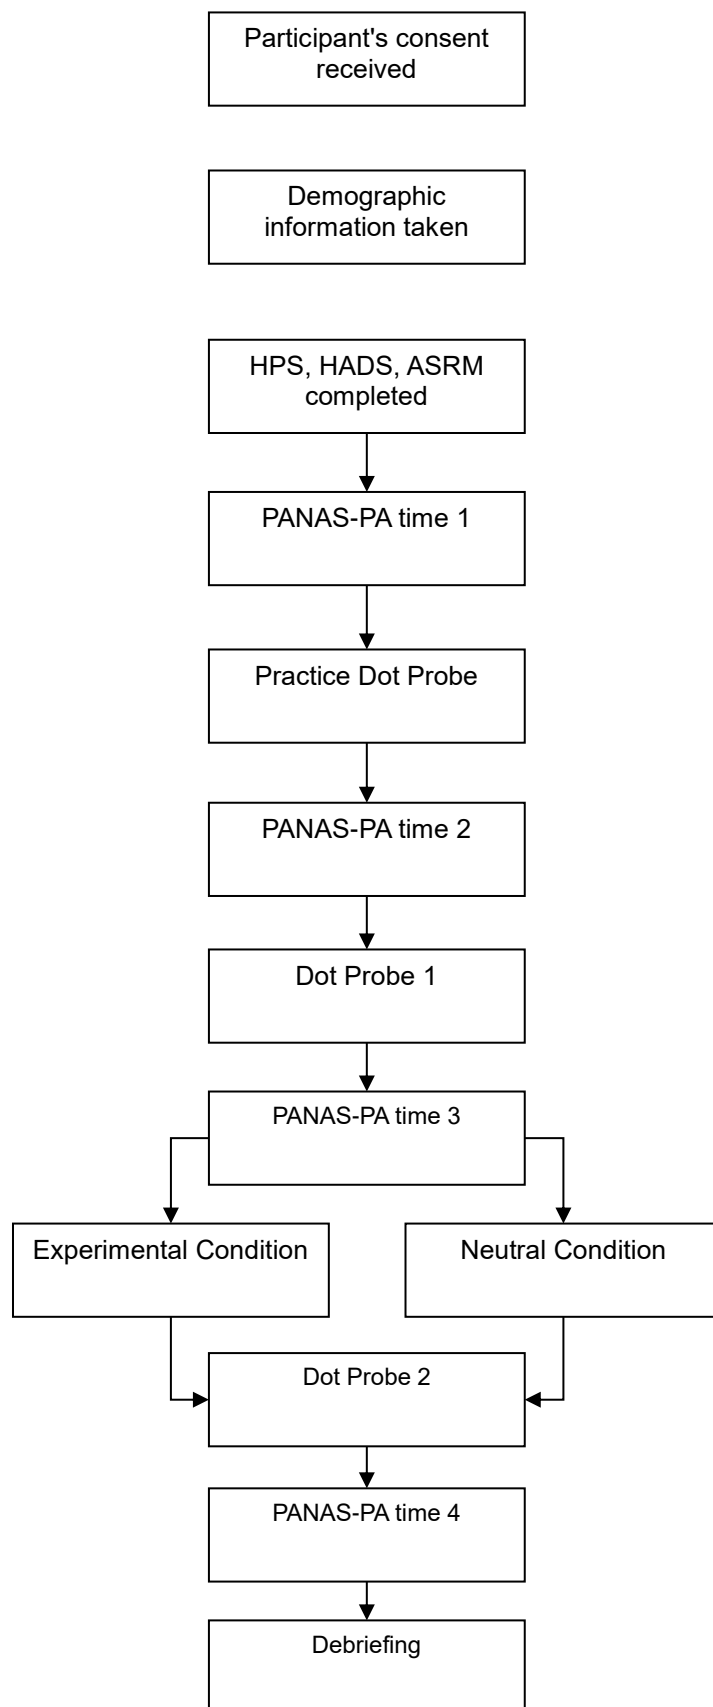 Participant's consent
received
Demographic
information taken
HPS, HADS, ASRM
completed
PANAS-PA time 1
Practice Dot Probe
PANAS-PA time 2
Dot Probe 1
PANAS-PA time 3
Experimental Condition
Neutral Condition
Dot Probe 2
PANAS-PA time 4
Debriefing